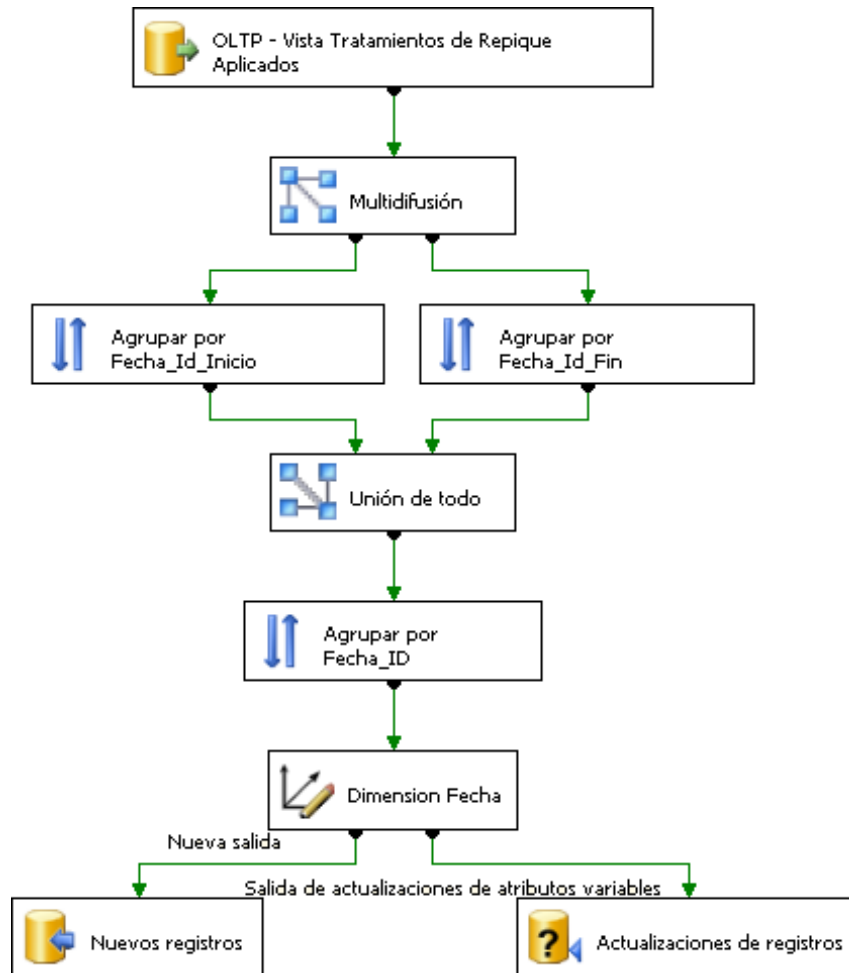 OLTP - Vista Tratamientos de Repique
Aplicados
Multidifusión
Agrupar por
Fecha_Id_Inicio
Agrupar por
Fecha_Id_Fin
Unión de todo
Agrupar por
Fecha_ID
Dimension Fecha
Nueva salida
Salida de actualizaciones de atributos variables
Nuevos registros
?
Actualizaciones de registros